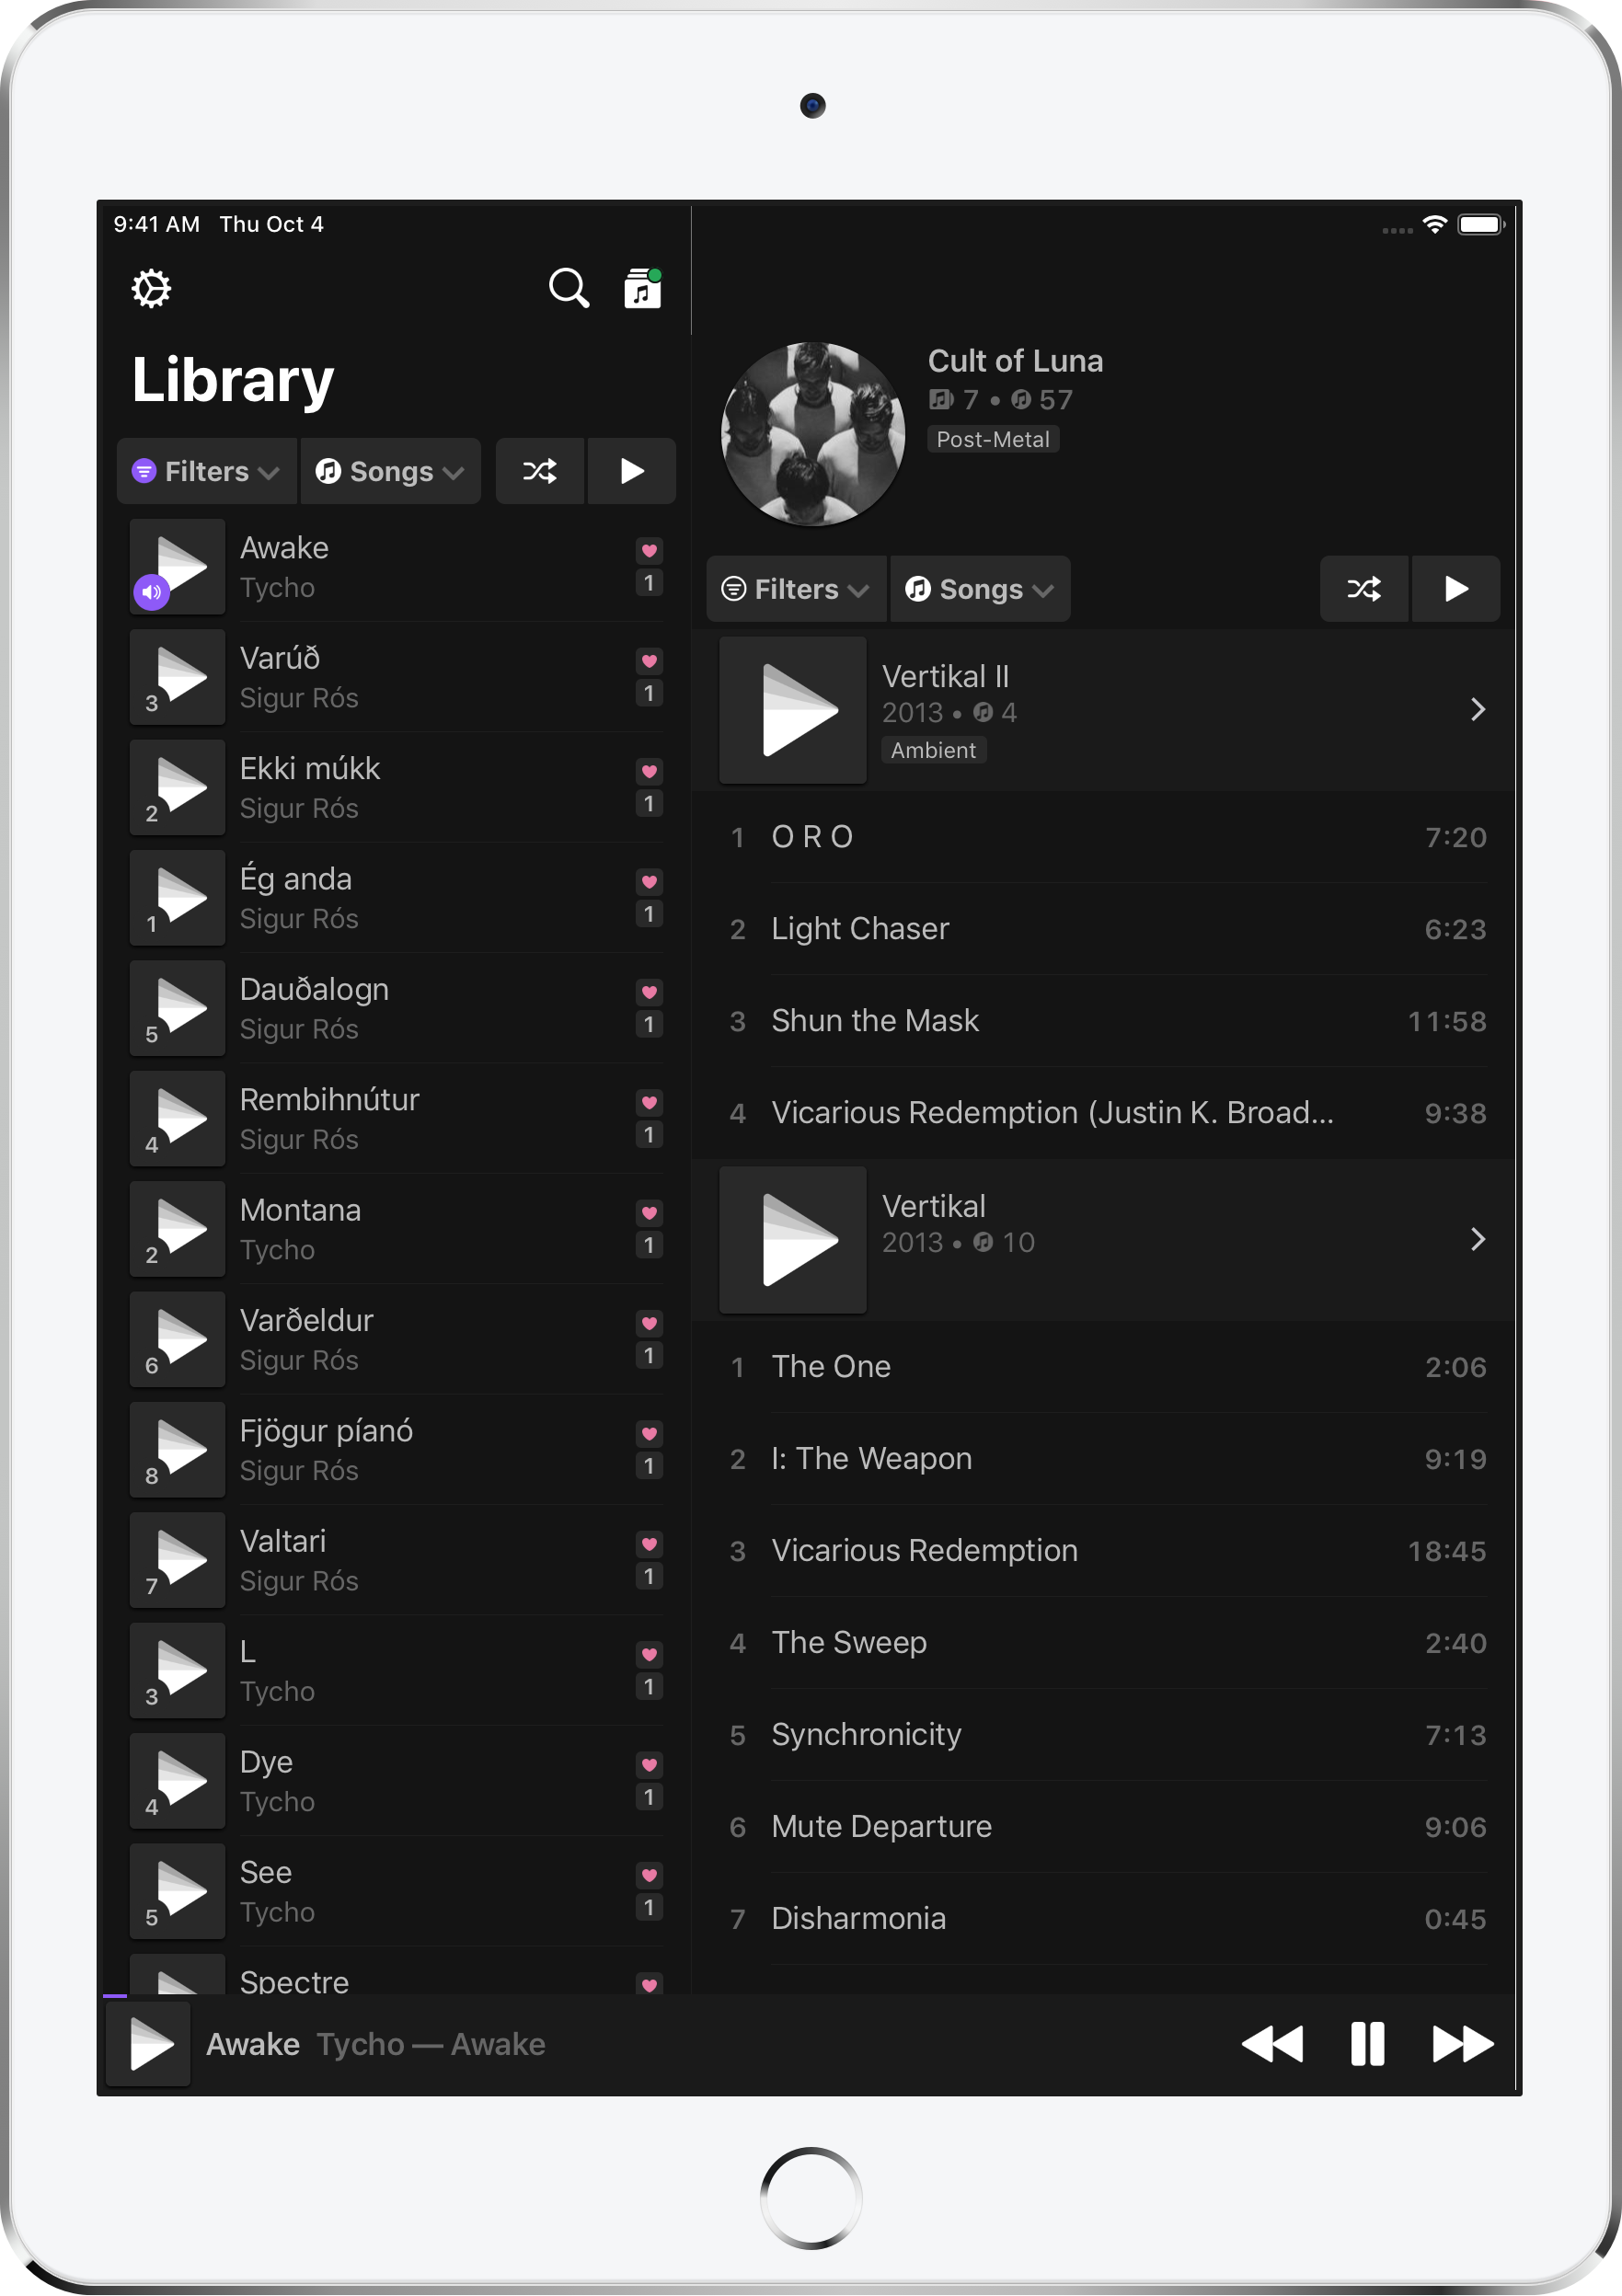 9:41 AM Thu Oct 4
Library
Filters Songs
Awake
Tycho
1
Varúð
Sigur Rós
3
1
Ekki múkk
Sigur Rós
2
1
Ég anda
Sigur Rós
1
1
Dauðalogn
Sigur Rós
5
1
Rembihnútur
Sigur Rós
4
1
Montana
Tycho
2
1
Varðeldur
Sigur Rós
6
1
Fjögur píanó
Sigur Rós
8
1
Valtari
Sigur Rós
7
1
L
Tycho
3
1
Dye
Tycho
4
1
See
Tycho
5
1
Spectre
Cult of Luna
7 • 57
Post-Metal
Filters Songs
Vertikal II
2013 • 4
Ambient
1 O R O 7:20
2 Light Chaser 6:23
3 Shun the Mask 11:58
4 Vicarious Redemption (Justin K. Broad... 9:38
Vertikal
2013 • 10
1 The One 2:06
2 I: The Weapon 9:19
3 Vicarious Redemption 18:45
4 The Sweep 2:40
5 Synchronicity 7:13
6 Mute Departure 9:06
7 Disharmonia 0:45
Awake Tycho — Awake